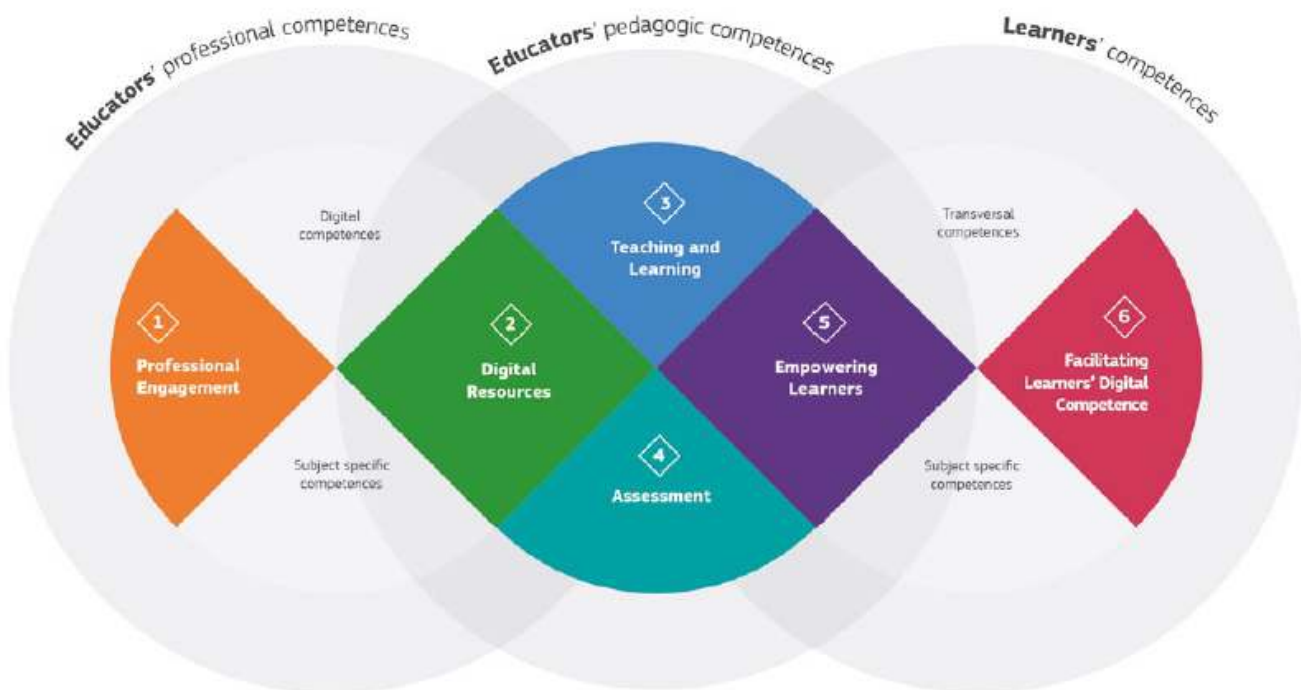 Educators' professional competences
Educators' pedagogic competences
Learners' competences
Digital
competences
Transversal
competences
3
Teaching and
Learning
1
Professional
Engagement
2
Digital
Resources
5
Empowering
Learners
6
Facilitating
Learners' Digital
Competence
4
Assessment
Subject specific
competences
Subject specific
competences